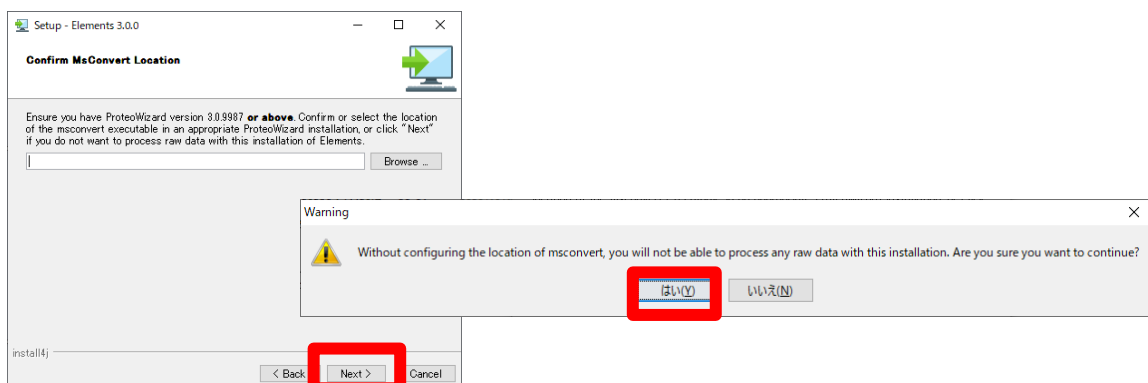 Setup - Elements 3.0.0
Confirm MsConvert Location
Ensure you have ProteoWizard version 3.0.9987 or above. Confirm or select the location
of the msconvert executable in an appropriate ProteoWizard installation, or click "Next"
if you do not want to process raw data with this installation of Elements.
Browse ...
Warning
Without configuring the location of msconvert, you will not be able to process any raw data with this installation. Are you sure you want to continue?
はい(Y)
いいえ(N)
install4j
< Back
Next >
Cancel